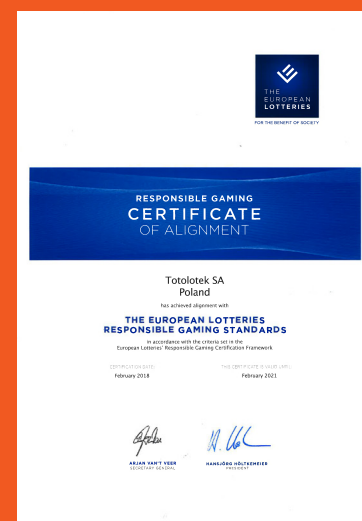 THE
EUROPEAN
LOTTERIES
FOR THE BENEFIT OF SOCIETY
RESPONSIBLE GAMING
CERTIFICATE
OF ALIGNMENT
Totolotek SA
Poland
has achieved alignment with
THE EUROPEAN LOTTERIES
RESPONSIBLE GAMING STANDARDS
in accordance with the criteria set in the
European Lotteries' Responsible Gaming Certification Framework
CERTIFICATION DATE: THIS CERTIFICATE IS VALID UNTIL:
February 2018 February 2021
ARJAN VAN'T VEER HANSJÖRG HÖLTKEMEIER
SECRETARY GENERAL PRESIDENT